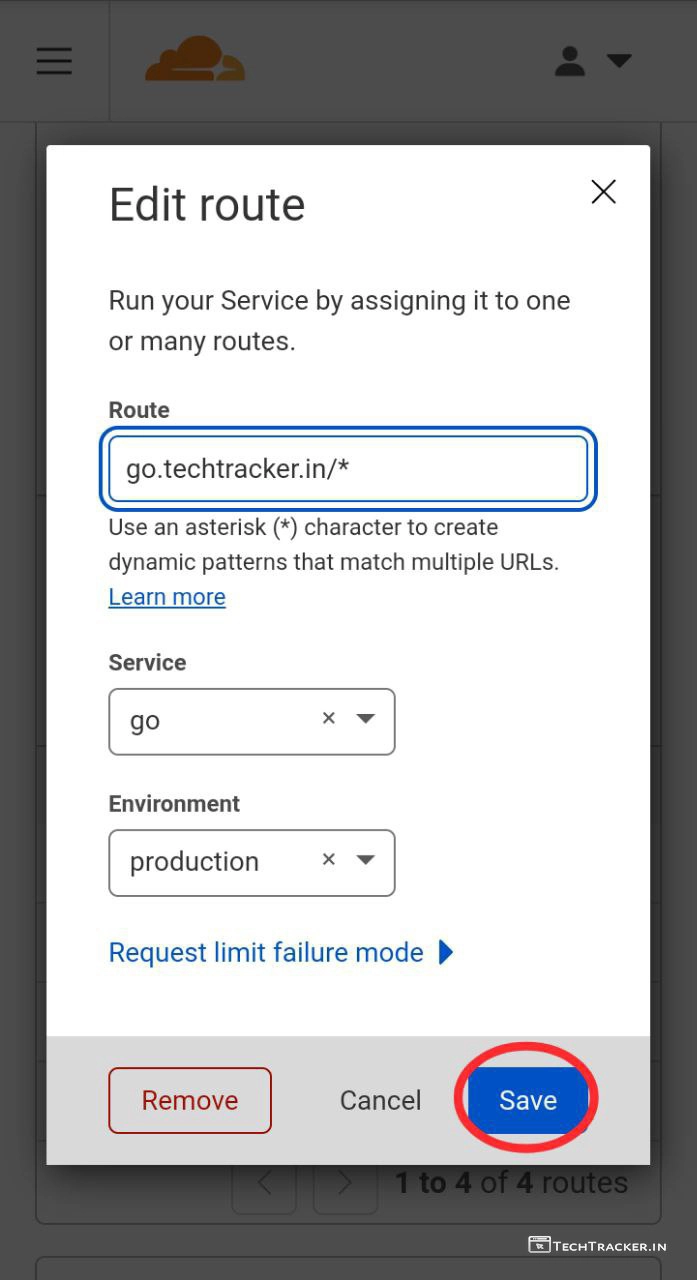 Edit route
Run your Service by assigning it to one
or many routes.
Route
go.techtracker.in/*
Use an asterisk (*) character to create
dynamic patterns that match multiple URLs.
Learn more
Service
go
Environment
production
Request limit failure mode
Remove
Cancel
Save
1 to 4 of 4 routes
TECHTRACKER.IN